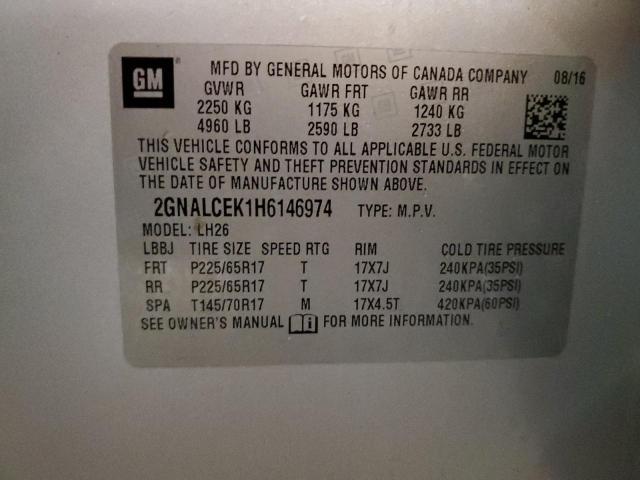 GM ® MFD BY GENERAL MOTORS OF CANADA COMPANY 08/16
GVWR GAWR FRT GAWR RR
2250 KG 1175 KG 1240 KG
4960 LB 2590 LB 2733 LB
THIS VEHICLE CONFORMS TO ALL APPLICABLE U.S. FEDERAL MOTOR
VEHICLE SAFETY AND THEFT PREVENTION STANDARDS IN EFFECT ON
THE DATE OF MANUFACTURE SHOWN ABOVE.
2GNALCEK1H6146974 TYPE: M.P.V.
MODEL: LH26
LBBJ TIRE SIZE SPEED RTG RIM COLD TIRE PRESSURE
FRT P225/65R17 T 17X7J 240KPA(35PSI)
RR P225/65R17 T 17X7J 240KPA(35PSI)
SPA T145/70R17 M 17X4.5T 420KPA(60PSI)
SEE OWNER'S MANUAL i FOR MORE INFORMATION.